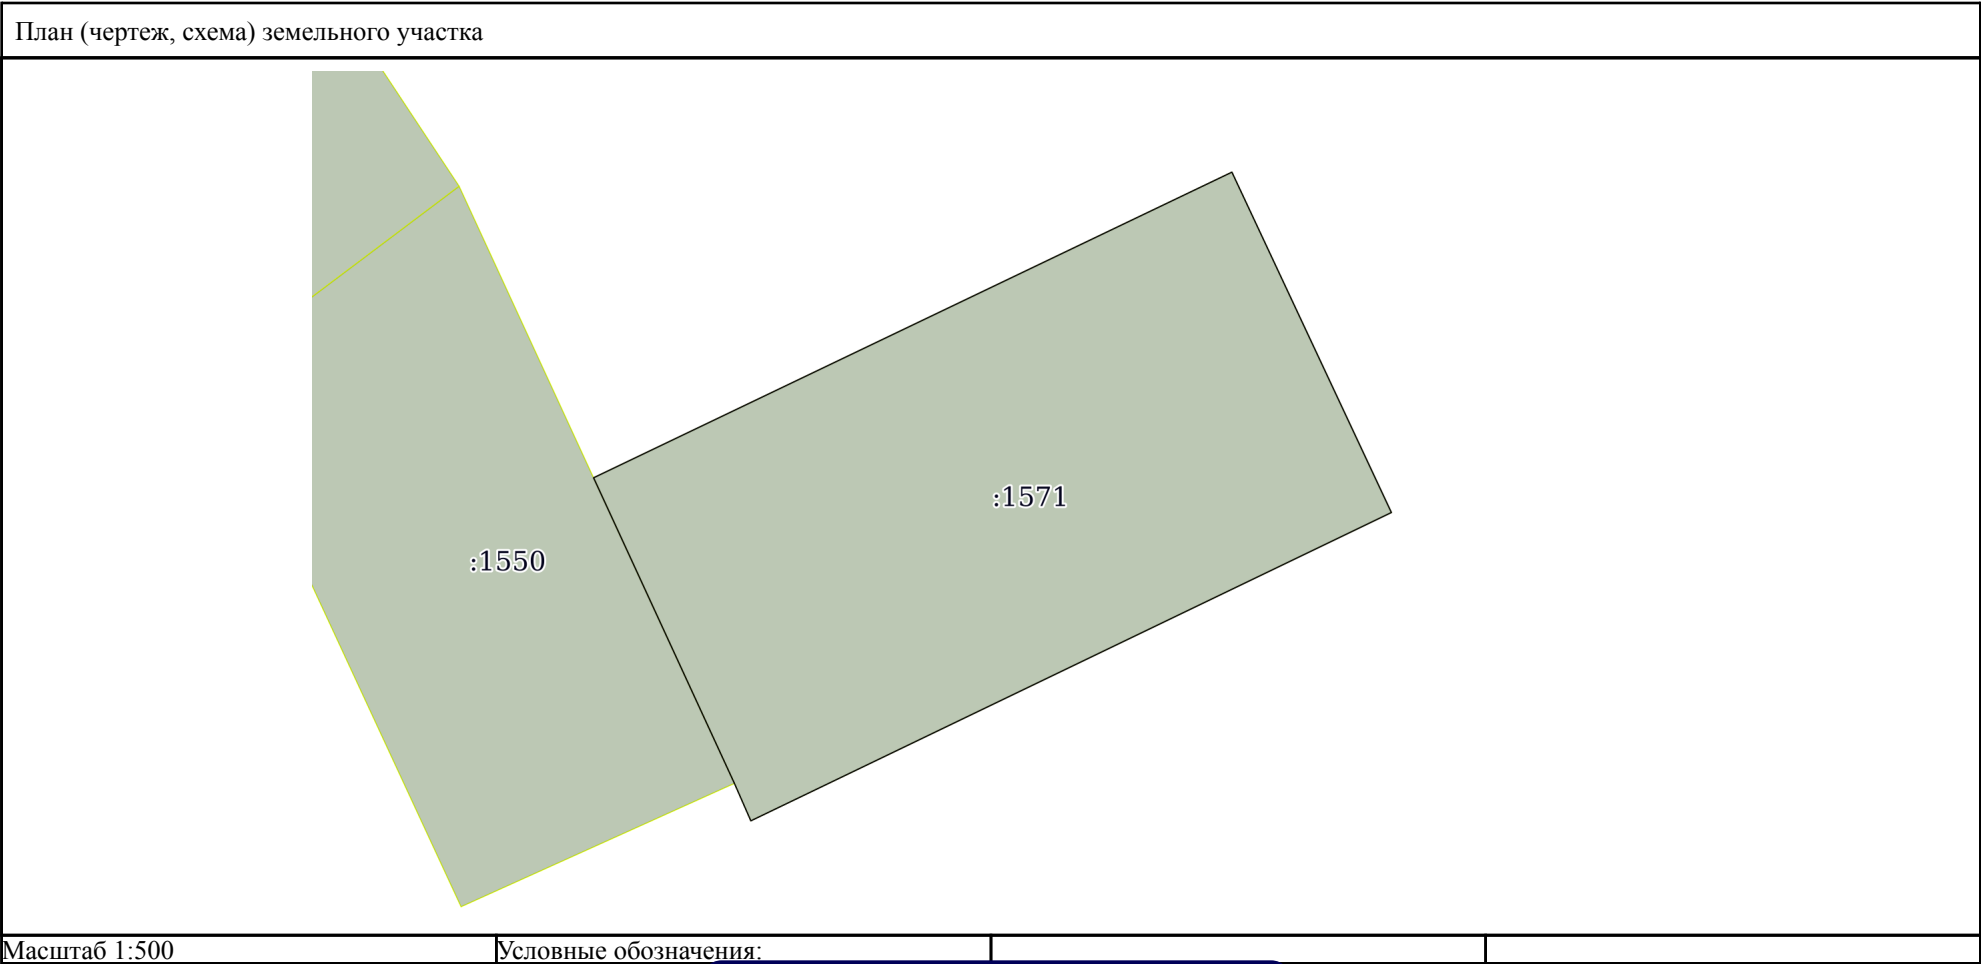 План (чертеж, схема) земельного участка
:1571
:1550
Масштаб 1:500
Условные обозначения: